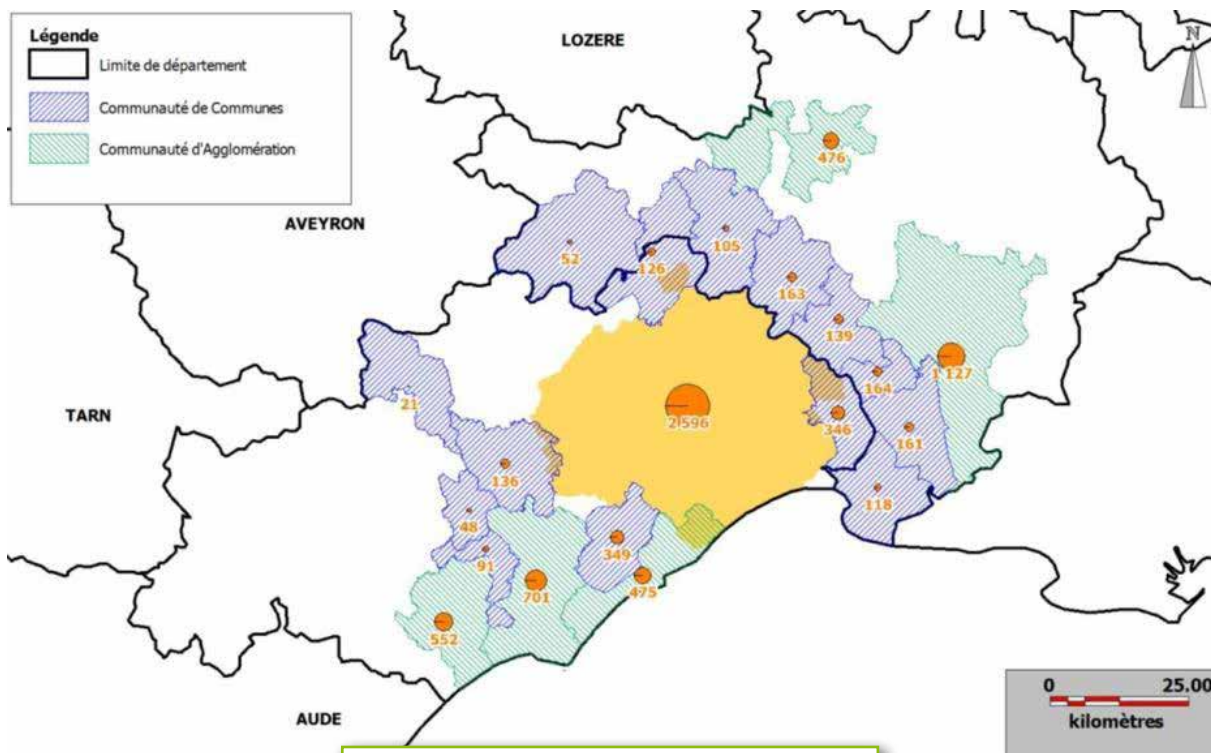 Légende
Limite de département
Communauté de Communes
Communauté d'Agglomération
LOZERE
N
476
AVEYRON
52
126
105
163
139
1 127
164
2 596
346
161
TARN
21
136
118
48
349
91
701
475
552
AUDE
0 25.00
kilomètres